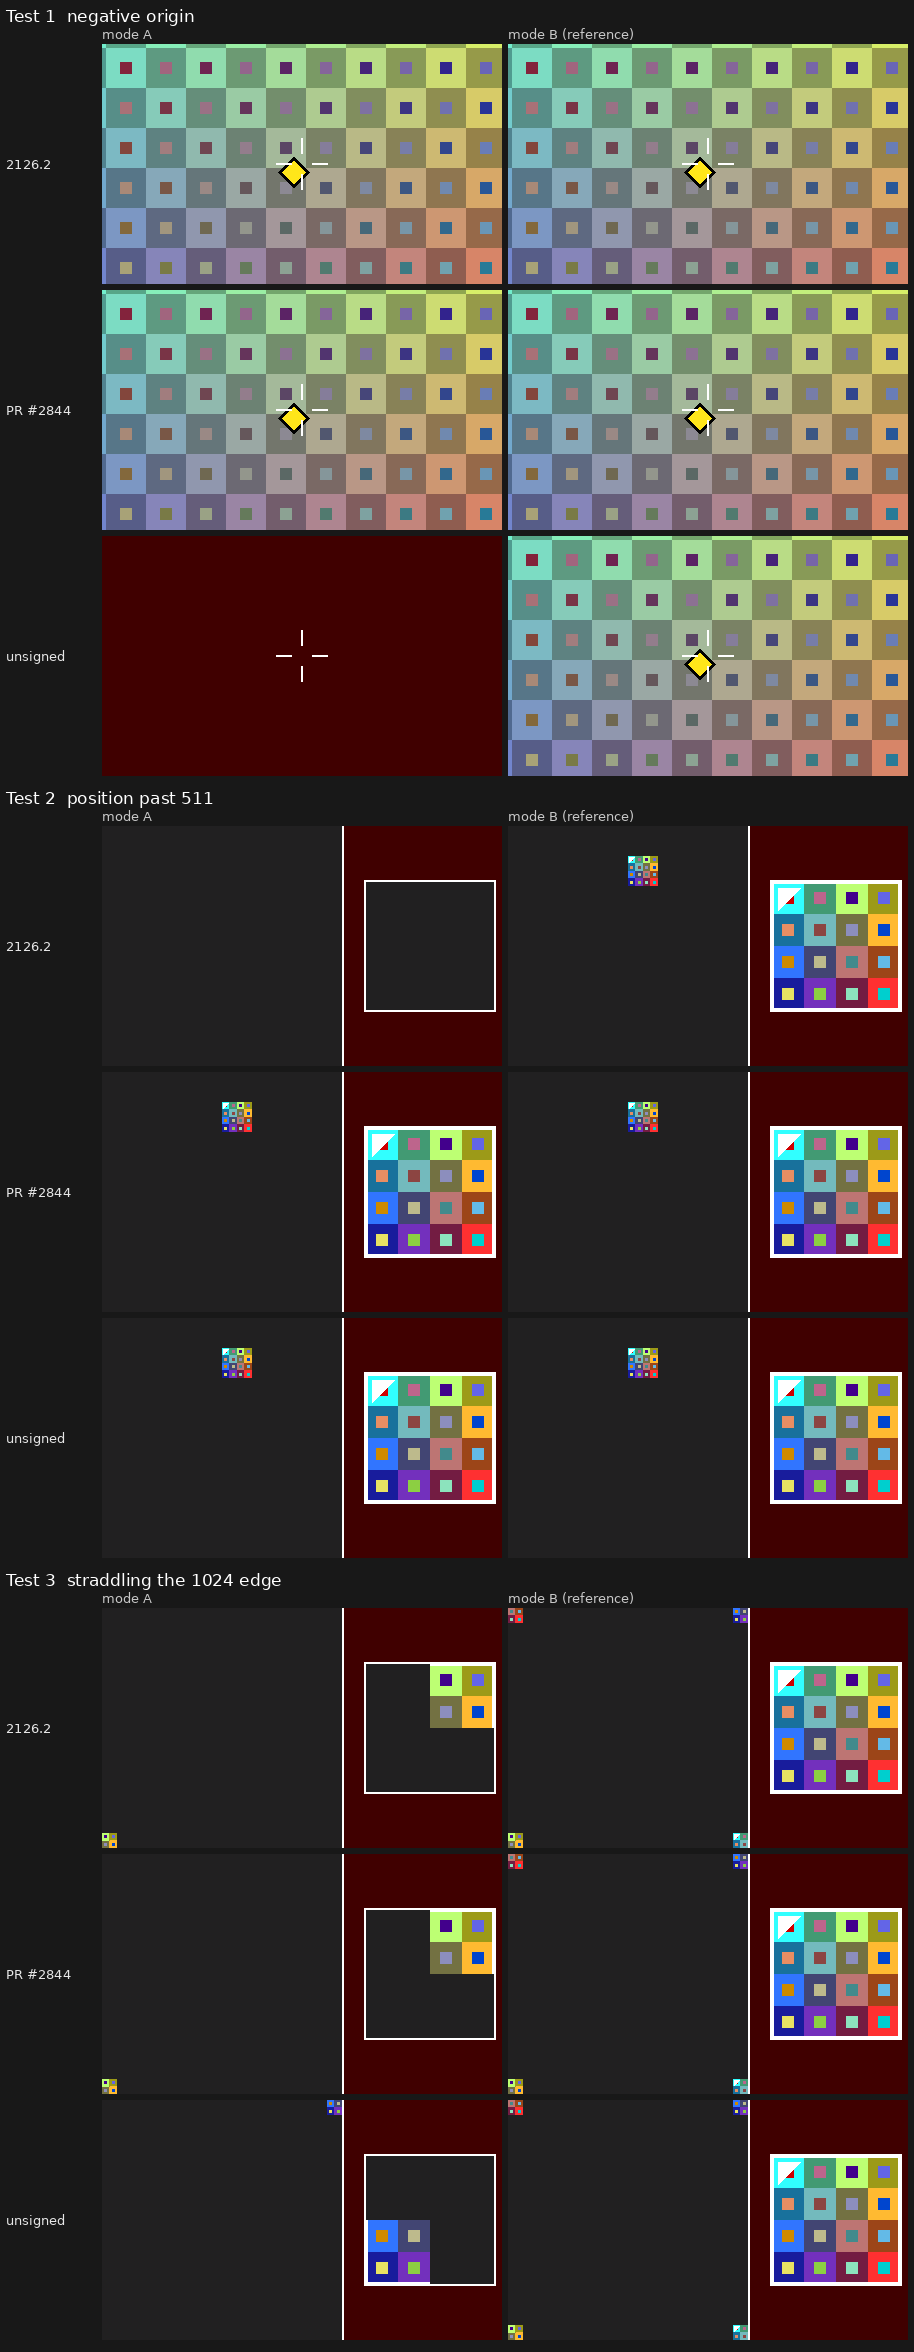 Test 1  negative origin
mode A
mode B (reference)
2126.2
PR #2844
unsigned
Test 2  position past 511
mode A
mode B (reference)
2126.2
PR #2844
unsigned
Test 3  straddling the 1024 edge
mode A
mode B (reference)
2126.2
PR #2844
unsigned